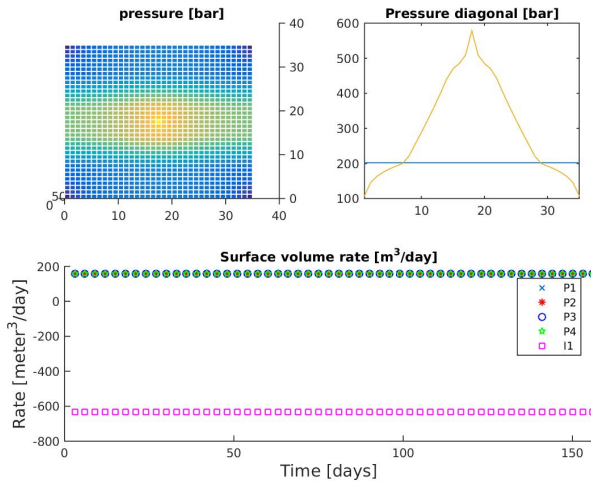 pressure [bar]
40
30
20
10
0
50
0
0 10 20 30 40
Pressure diagonal [bar]
600
500
400
300
200
100
10 20 30
Surface volume rate [m³/day]
200
0
-200
-400
-600
-800
Rate [meter³/day]
P1
P2
P3
P4
I1
0 50 100 150
Time [days]